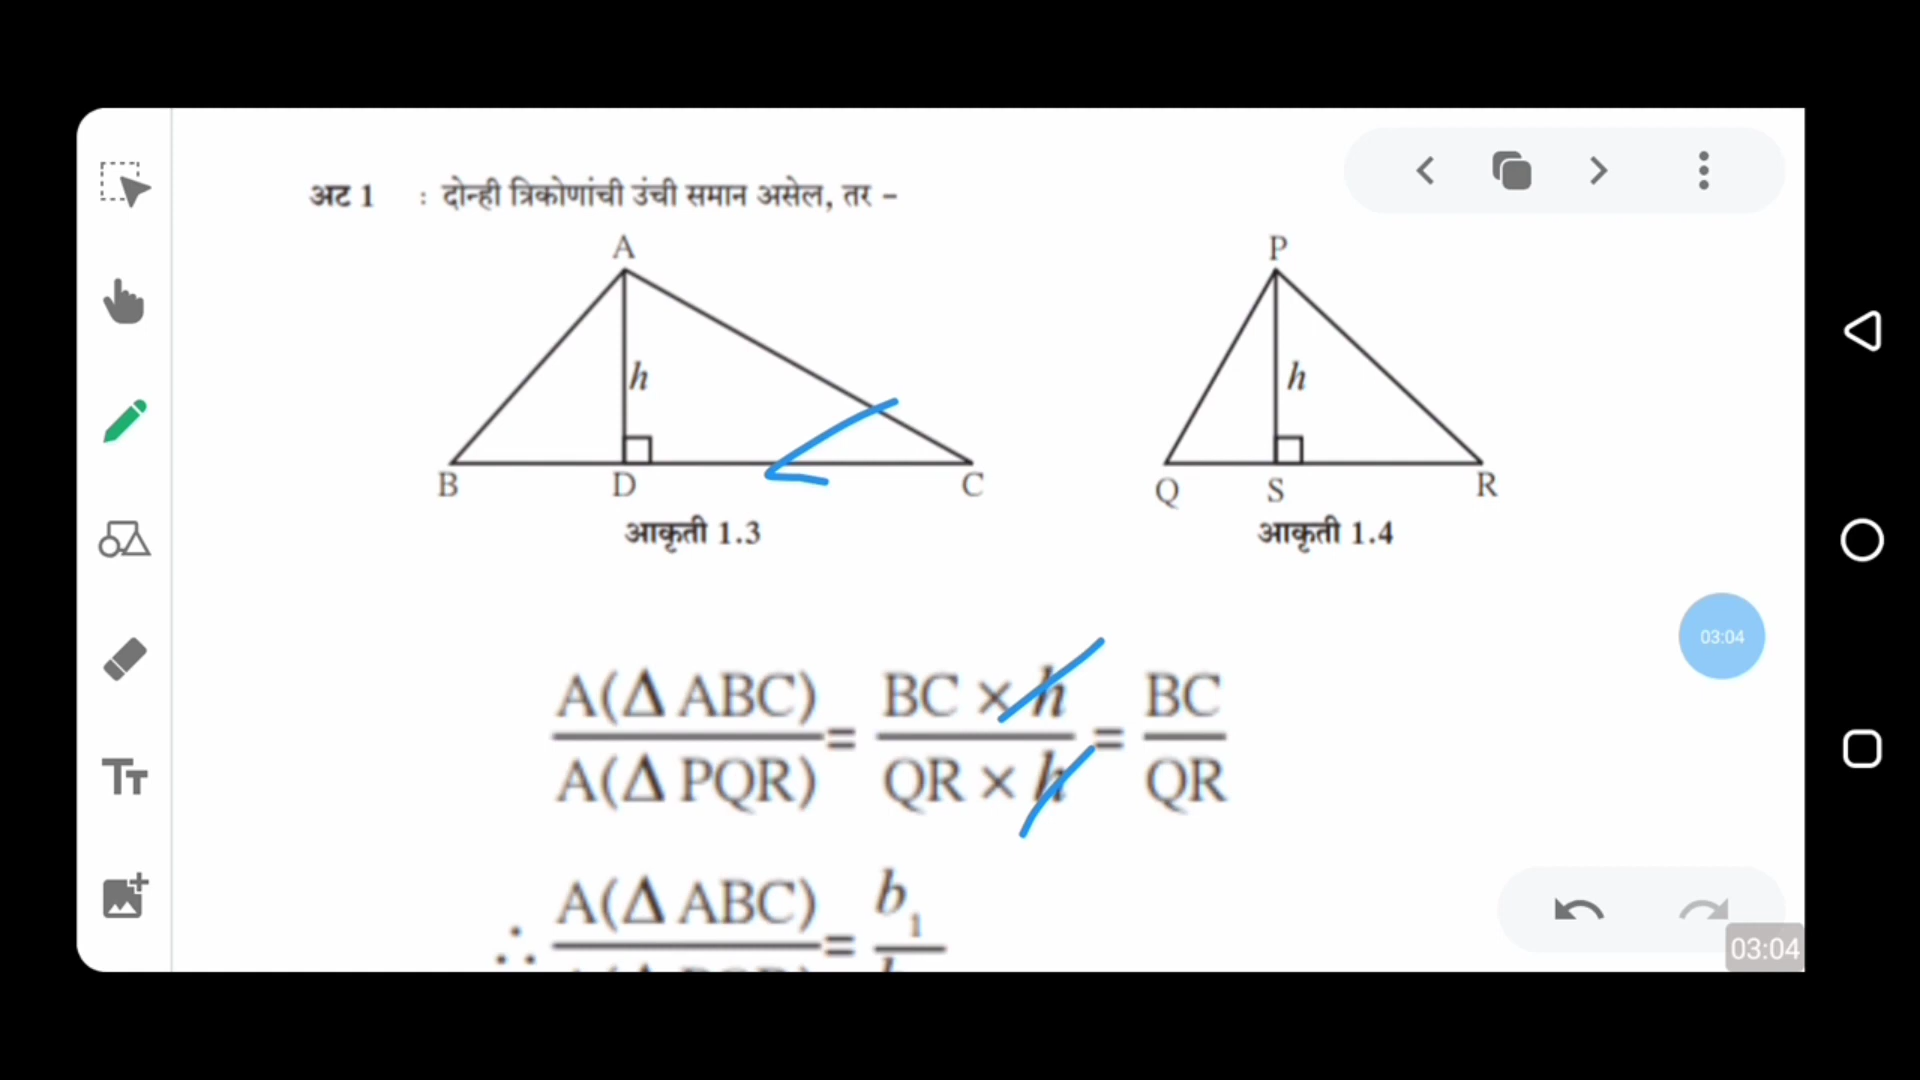 अट 1 : दोन्ही त्रिकोणांची उंची समान असेल, तर –
A
P
h
h
B D C
Q S R
आकृती 1.3
आकृती 1.4
03:04
A(Δ ABC) / A(Δ PQR) = BC × h / QR × h = BC / QR
∴ A(Δ ABC) = b₁
03:04